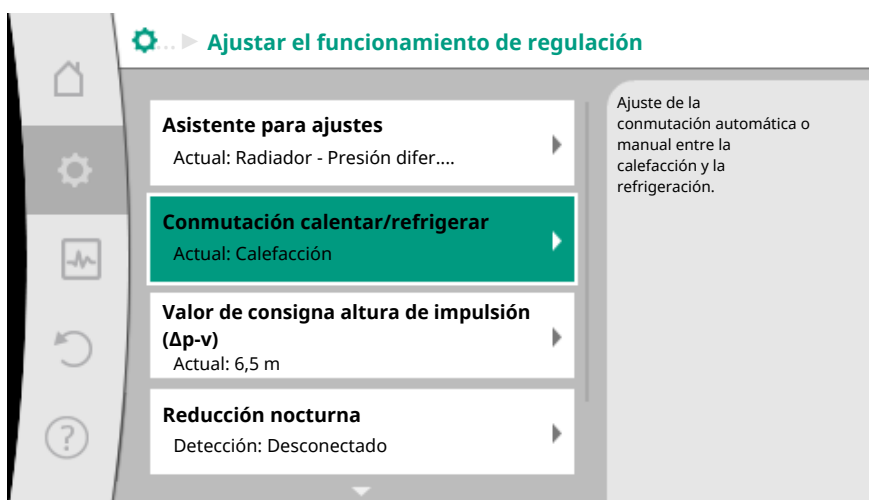 ... Ajustar el funcionamiento de regulación
Asistente para ajustes
Actual: Radiador - Presión difer....
Conmutación calentar/refrigerar
Actual: Calefacción
Valor de consigna altura de impulsión
(Δp-v)
Actual: 6,5 m
Reducción nocturna
Detección: Desconectado
Ajuste de la
conmutación automática o
manual entre la
calefacción y la
refrigeración.
?